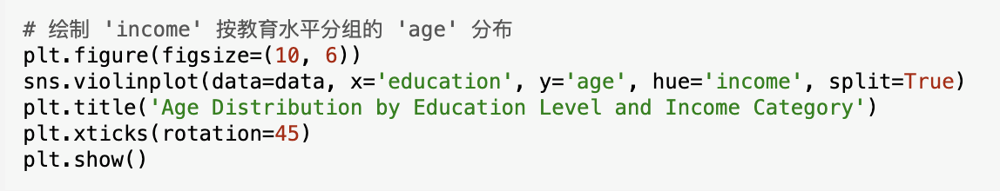 # 绘制 'income' 按教育水平分组的 'age' 分布
plt.figure(figsize=(10, 6))
sns.violinplot(data=data, x='education', y='age', hue='income', split=True)
plt.title('Age Distribution by Education Level and Income Category')
plt.xticks(rotation=45)
plt.show()